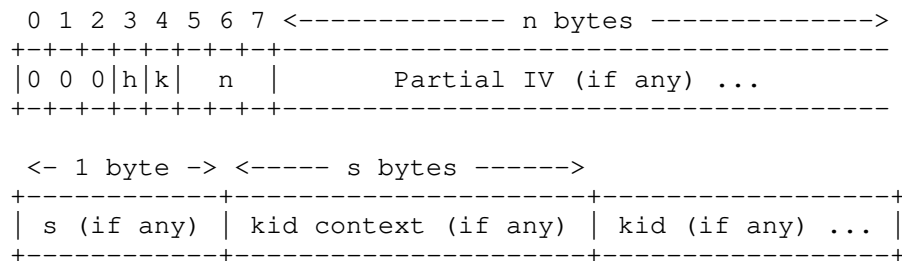 0 1 2 3 4 5 6 7 <------------- n bytes -------------->
+-+-+-+-+-+-+-+-+--------------------------------------
|0 0 0|h|k|  n  |       Partial IV (if any) ...
+-+-+-+-+-+-+-+-+--------------------------------------
 <- 1 byte -> <----- s bytes ------>
+------------+----------------------+------------------+
| s (if any) | kid context (if any) | kid (if any) ... |
+------------+----------------------+------------------+